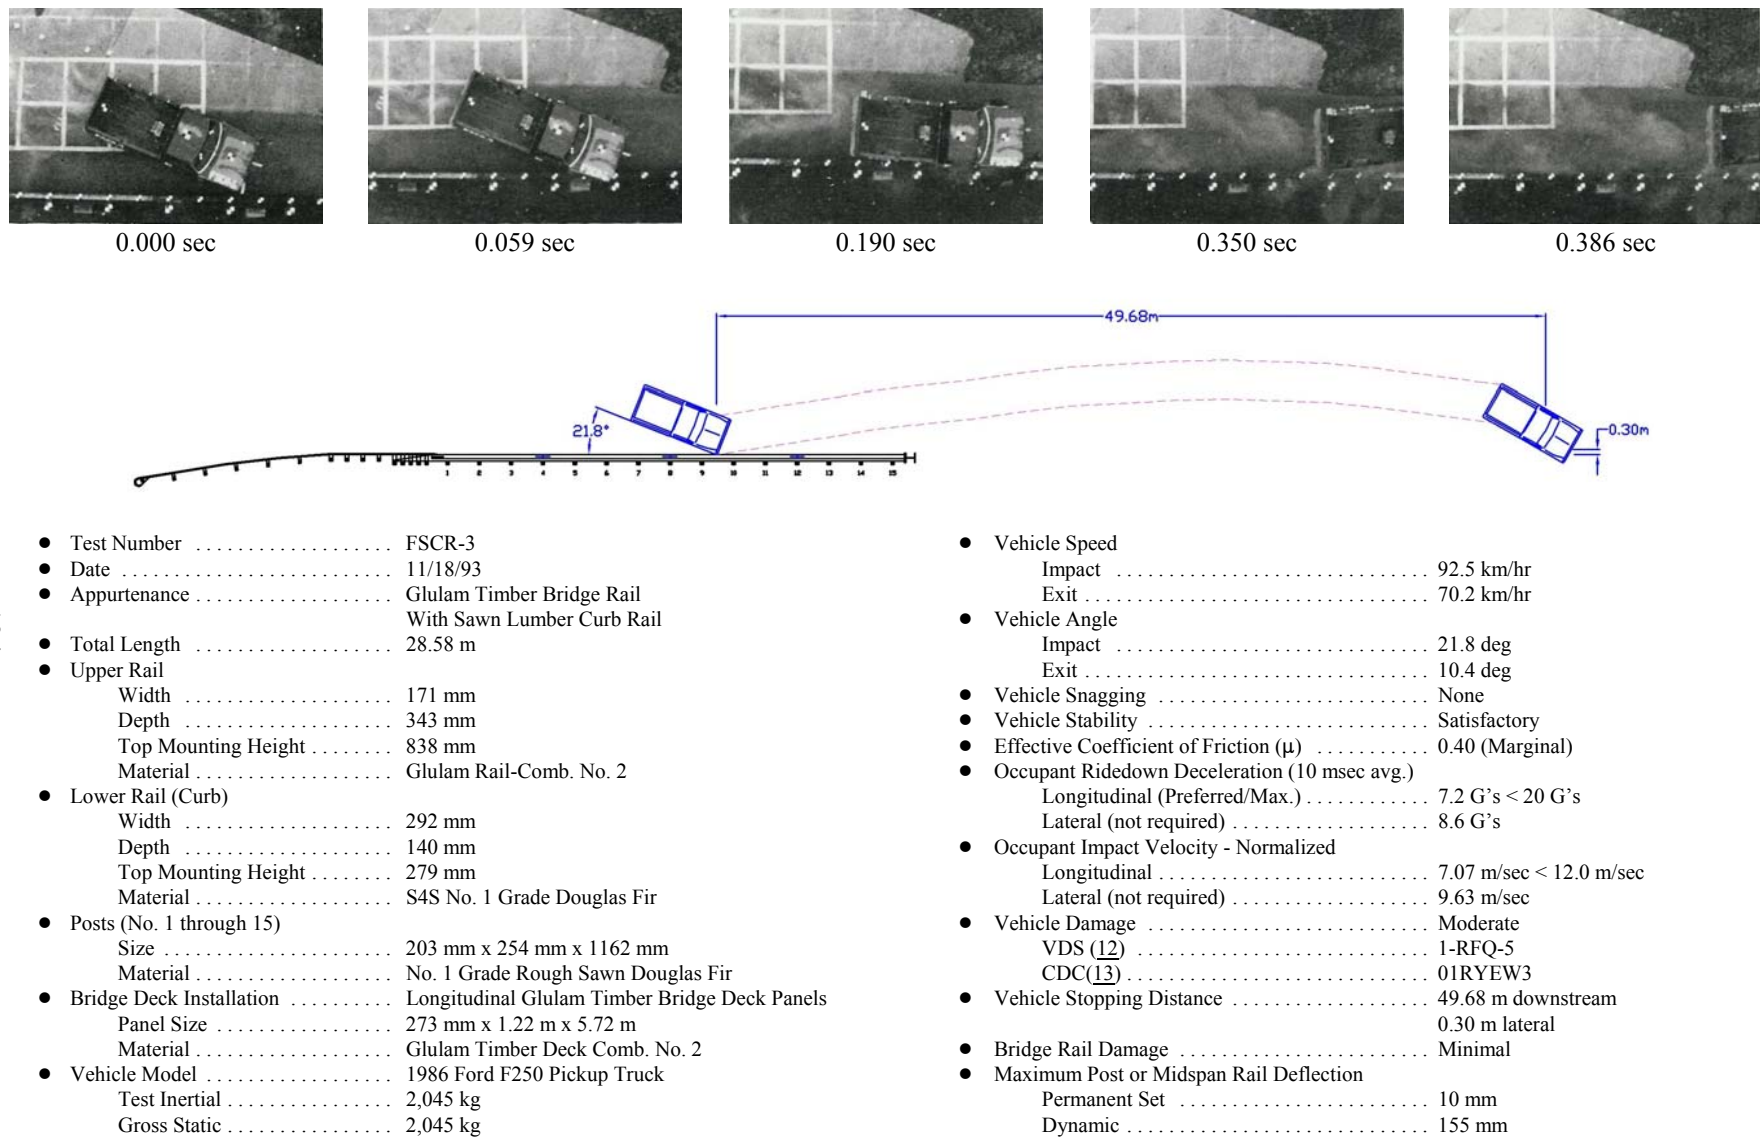 0.000 sec
0.059 sec
0.190 sec
0.350 sec
0.386 sec
49.68m
21.8°
0.30m
1 2 3 4 5 6 7 8 9 10 11 12 13 14 15
● Test Number . . . . . . . . . . . . . . . . . . . FSCR-3
● Date . . . . . . . . . . . . . . . . . . . . . . . . . . 11/18/93
● Appurtenance . . . . . . . . . . . . . . . . . . . Glulam Timber Bridge Rail
With Sawn Lumber Curb Rail
● Total Length . . . . . . . . . . . . . . . . . . . 28.58 m
● Upper Rail
Width . . . . . . . . . . . . . . . . . . . . 171 mm
Depth . . . . . . . . . . . . . . . . . . . . 343 mm
Top Mounting Height . . . . . . . . 838 mm
Material . . . . . . . . . . . . . . . . . . . Glulam Rail-Comb. No. 2
● Lower Rail (Curb)
Width . . . . . . . . . . . . . . . . . . . . 292 mm
Depth . . . . . . . . . . . . . . . . . . . . 140 mm
Top Mounting Height . . . . . . . . 279 mm
Material . . . . . . . . . . . . . . . . . . . S4S No. 1 Grade Douglas Fir
● Posts (No. 1 through 15)
Size . . . . . . . . . . . . . . . . . . . . . . 203 mm x 254 mm x 1162 mm
Material . . . . . . . . . . . . . . . . . . . No. 1 Grade Rough Sawn Douglas Fir
● Bridge Deck Installation . . . . . . . . . . Longitudinal Glulam Timber Bridge Deck Panels
Panel Size . . . . . . . . . . . . . . . . . 273 mm x 1.22 m x 5.72 m
Material . . . . . . . . . . . . . . . . . . . Glulam Timber Deck Comb. No. 2
● Vehicle Model . . . . . . . . . . . . . . . . . . 1986 Ford F250 Pickup Truck
Test Inertial . . . . . . . . . . . . . . . . 2,045 kg
Gross Static . . . . . . . . . . . . . . . . 2,045 kg
● Vehicle Speed
Impact . . . . . . . . . . . . . . . . . . . . . . . . . . . . . . 92.5 km/hr
Exit . . . . . . . . . . . . . . . . . . . . . . . . . . . . . . . . . 70.2 km/hr
● Vehicle Angle
Impact . . . . . . . . . . . . . . . . . . . . . . . . . . . . . . 21.8 deg
Exit . . . . . . . . . . . . . . . . . . . . . . . . . . . . . . . . . 10.4 deg
● Vehicle Snagging . . . . . . . . . . . . . . . . . . . . . . . . . . . None
● Vehicle Stability . . . . . . . . . . . . . . . . . . . . . . . . . . . Satisfactory
● Effective Coefficient of Friction (μ) . . . . . . . . . . . 0.40 (Marginal)
● Occupant Ridedown Deceleration (10 msec avg.)
Longitudinal (Preferred/Max.) . . . . . . . . . . . . 7.2 G’s < 20 G’s
Lateral (not required) . . . . . . . . . . . . . . . . . . . 8.6 G’s
● Occupant Impact Velocity - Normalized
Longitudinal . . . . . . . . . . . . . . . . . . . . . . . . . . 7.07 m/sec < 12.0 m/sec
Lateral (not required) . . . . . . . . . . . . . . . . . . . 9.63 m/sec
● Vehicle Damage . . . . . . . . . . . . . . . . . . . . . . . . . . . . Moderate
VDS (12) . . . . . . . . . . . . . . . . . . . . . . . . . . . . 1-RFQ-5
CDC(13) . . . . . . . . . . . . . . . . . . . . . . . . . . . . . 01RYEW3
● Vehicle Stopping Distance . . . . . . . . . . . . . . . . . . . 49.68 m downstream
0.30 m lateral
● Bridge Rail Damage . . . . . . . . . . . . . . . . . . . . . . . . Minimal
● Maximum Post or Midspan Rail Deflection
Permanent Set . . . . . . . . . . . . . . . . . . . . . . . . 10 mm
Dynamic . . . . . . . . . . . . . . . . . . . . . . . . . . . . . 155 mm